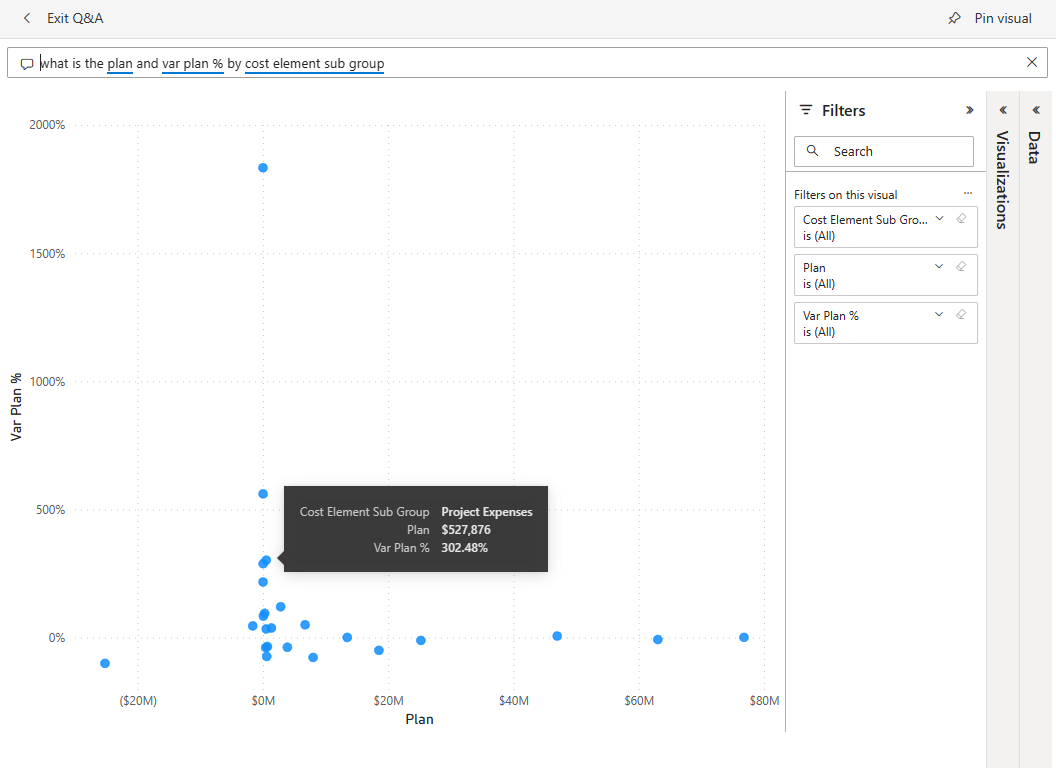 Exit Q&A
Pin visual
what is the plan and var plan % by cost element sub group
Filters
Search
Filters on this visual
...
Cost Element Sub Gro...
is (All)
Plan
is (All)
Var Plan %
is (All)
Visualizations
Data
Var Plan %
2000%
1500%
1000%
500%
0%
Cost Element Sub Group Project Expenses
Plan $527,876
Var Plan % 302.48%
($20M) $0M $20M $40M $60M $80M
Plan